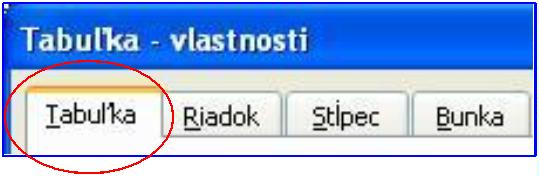 Tabuľka - vlastnosti
Tabuľka Riadok Stĺpec Bunka